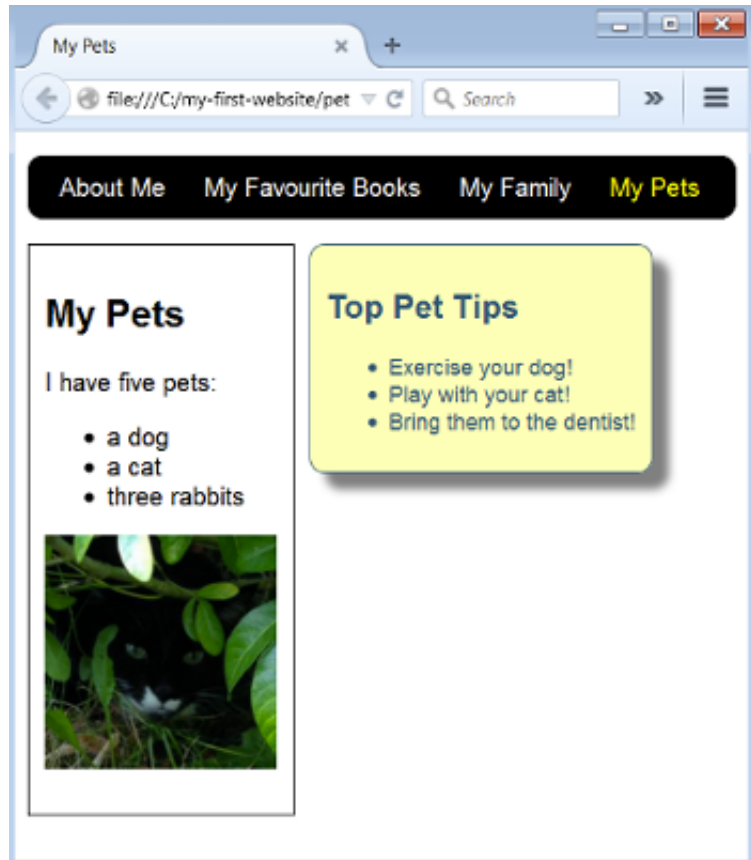 My Pets
file:///C:/my-first-website/pet
Search
About Me My Favourite Books My Family My Pets
My Pets
I have five pets:
• a dog
• a cat
• three rabbits
Top Pet Tips
• Exercise your dog!
• Play with your cat!
• Bring them to the dentist!